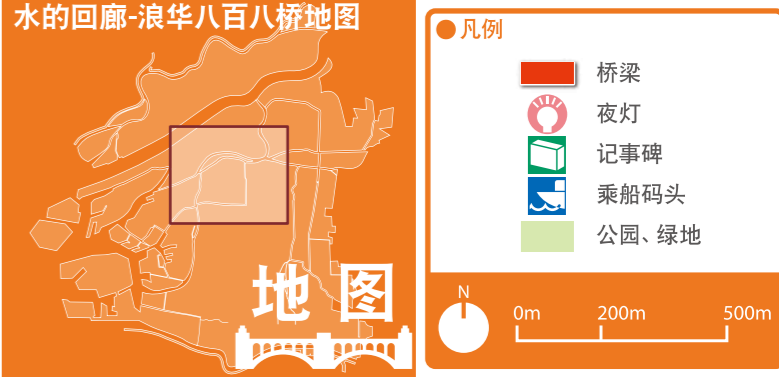 水的回廊-浪华八百八桥地图
地图
凡例
桥梁
夜灯
记事碑
乘船码头
公园、绿地
N
0m 200m 500m